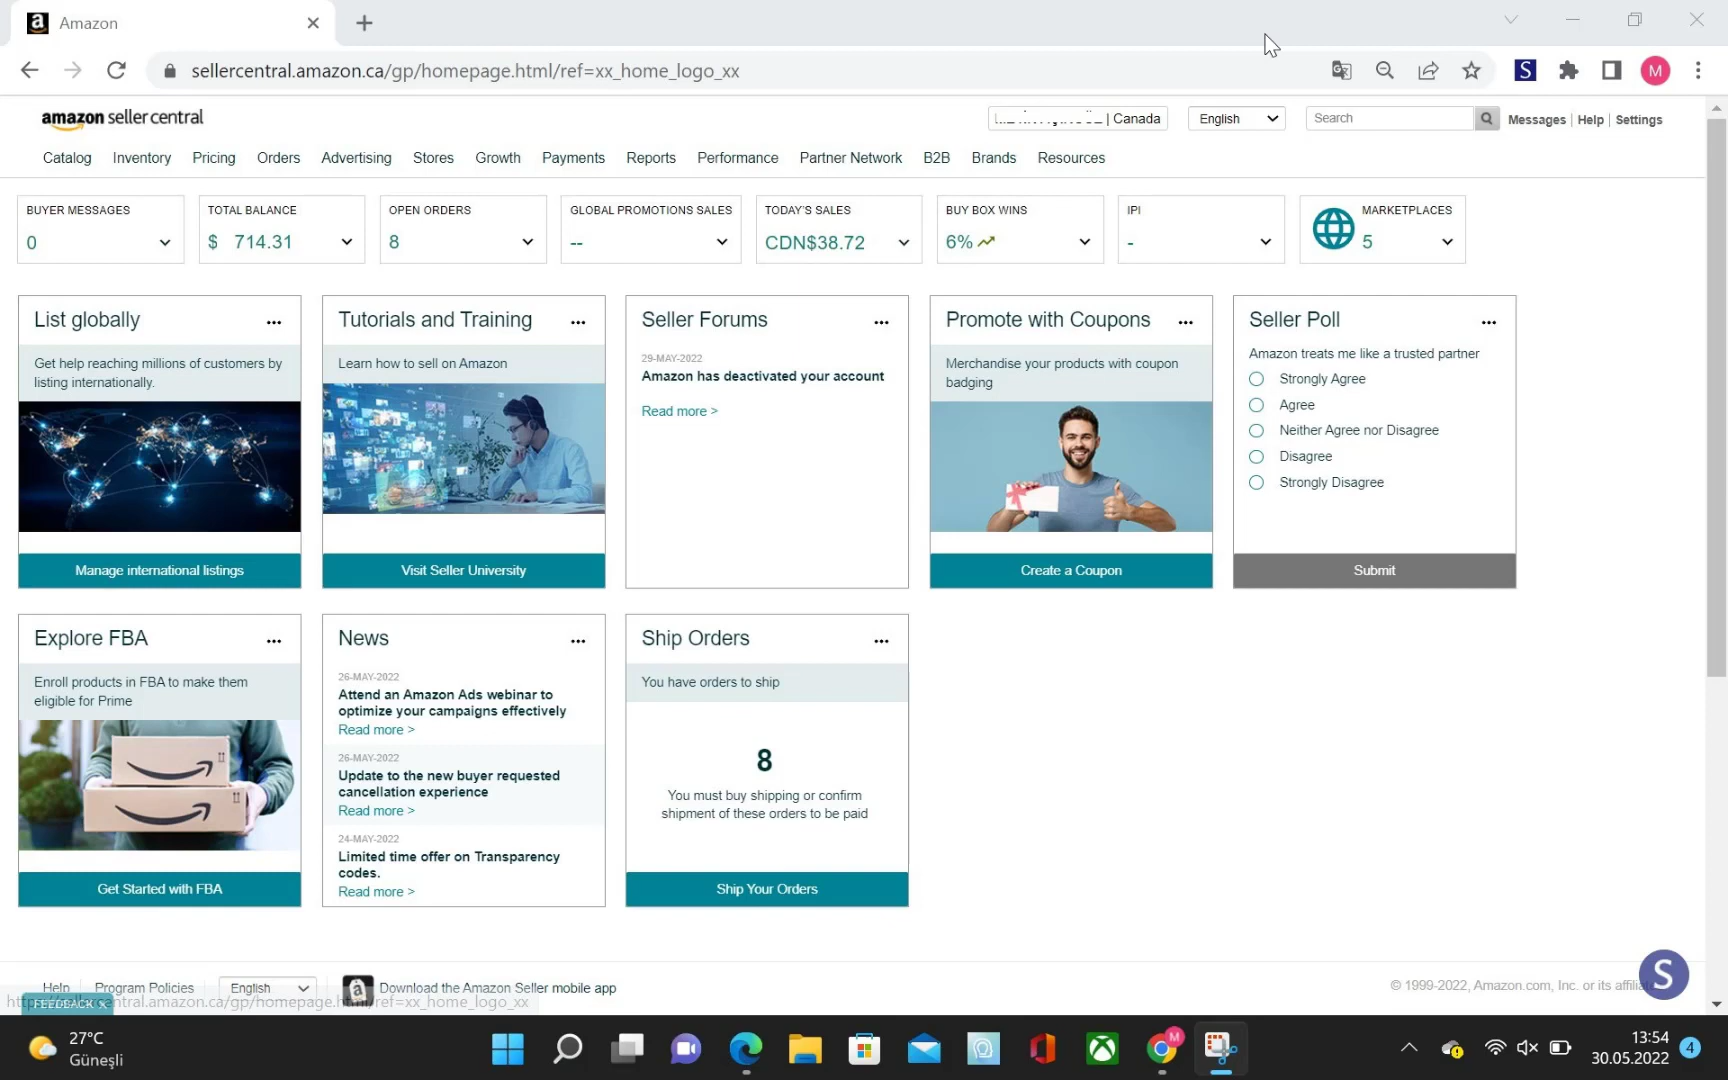 Amazon
sellercentral.amazon.ca/gp/homepage.html/ref=xx_home_logo_xx
M
amazon seller central
| Canada
English
Search
Messages | Help | Settings
Catalog Inventory Pricing Orders Advertising Stores Growth Payments Reports Performance Partner Network B2B Brands Resources
BUYER MESSAGES
0
TOTAL BALANCE
$ 714.31
OPEN ORDERS
8
GLOBAL PROMOTIONS SALES
--
TODAY'S SALES
CDN$38.72
BUY BOX WINS
6%
IPI
-
MARKETPLACES
5
List globally
Get help reaching millions of customers by
listing internationally.
Manage international listings
Tutorials and Training
Learn how to sell on Amazon
Visit Seller University
Seller Forums
29-MAY-2022
Amazon has deactivated your account
Read more >
Promote with Coupons
Merchandise your products with coupon
badging
Create a Coupon
Seller Poll
Amazon treats me like a trusted partner
Strongly Agree
Agree
Neither Agree nor Disagree
Disagree
Strongly Disagree
Submit
Explore FBA
Enroll products in FBA to make them
eligible for Prime
Get Started with FBA
News
26-MAY-2022
Attend an Amazon Ads webinar to
optimize your campaigns effectively
Read more >
26-MAY-2022
Update to the new buyer requested
cancellation experience
Read more >
24-MAY-2022
Limited time offer on Transparency
codes.
Read more >
Ship Orders
You have orders to ship
8
You must buy shipping or confirm
shipment of these orders to be paid
Ship Your Orders
Help Program Policies English Download the Amazon Seller mobile app
© 1999-2022, Amazon.com, Inc. or its
S
FEEDBACK X
https://sellercentral.amazon.ca/gp/homepage.html/ref=xx_home_logo_xx
27°C
Güneşli
M
13:54
30.05.2022
4